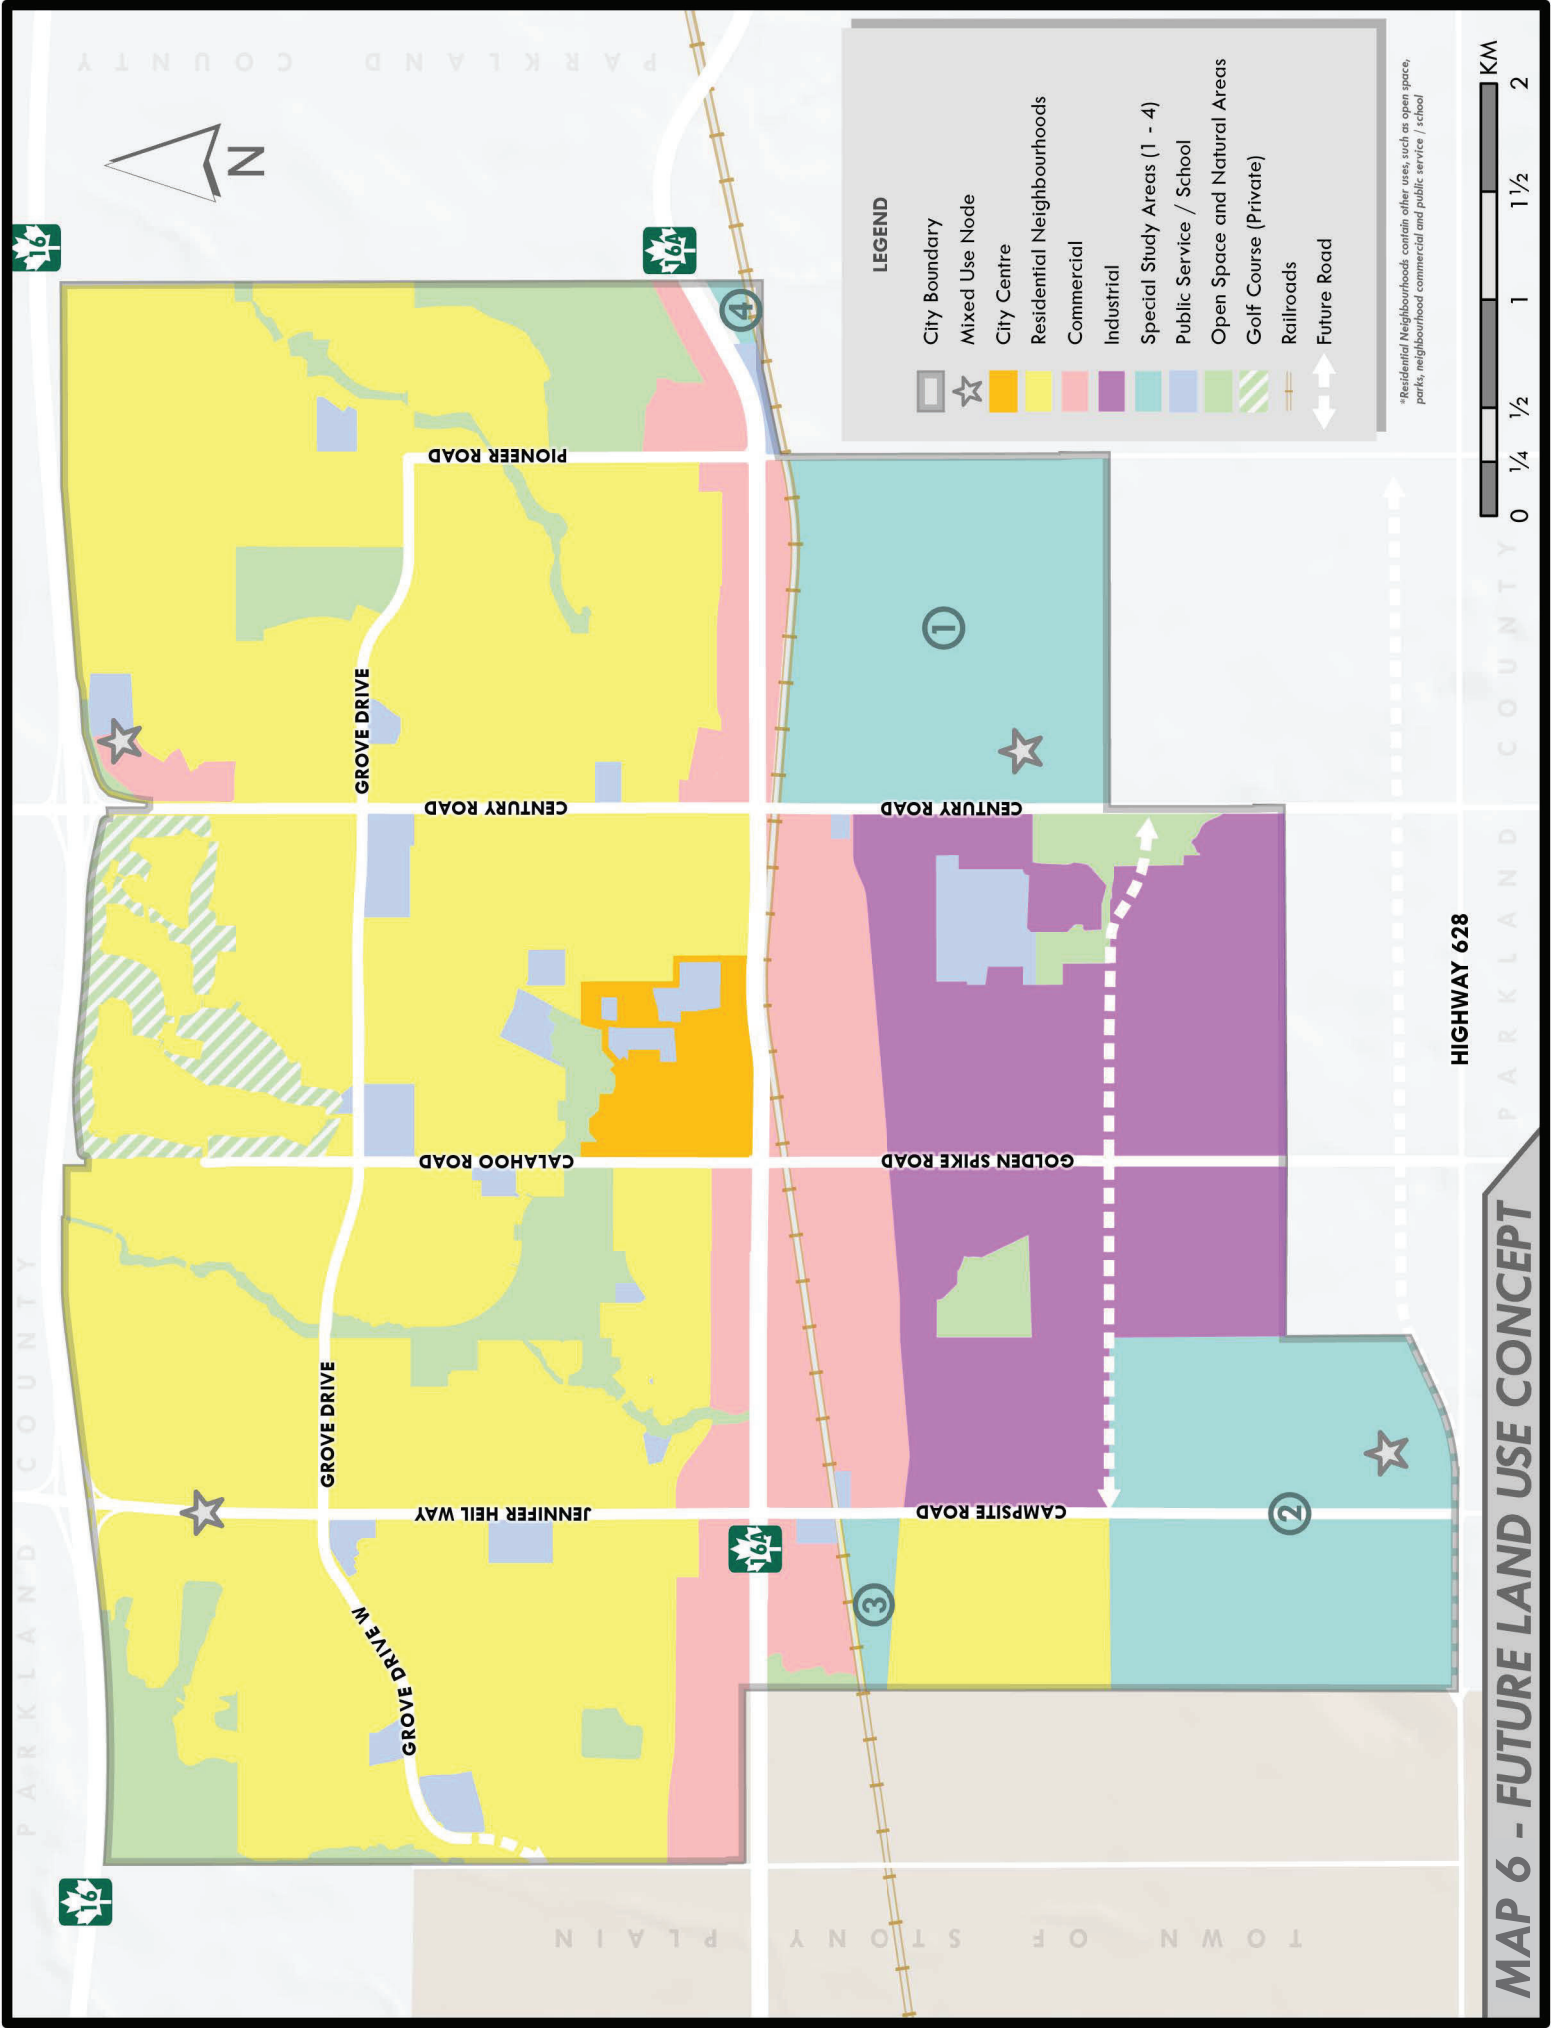 PARKLAND COUNTY
16
16A
N
PARKLAND COUNTY
16
16A
TOWN OF STONY PLAIN
PARKLAND COUNTY
GROVE DRIVE W
GROVE DRIVE
GROVE DRIVE
JENNIFER HEIL WAY
CALAHOO ROAD
CENTURY ROAD
PIONEER ROAD
CAMPSITE ROAD
GOLDEN SPIKE ROAD
CENTURY ROAD
HIGHWAY 628
1
2
3
4
LEGEND
City Boundary
Mixed Use Node
City Centre
Residential Neighbourhoods
Commercial
Industrial
Special Study Areas (1 - 4)
Public Service / School
Open Space and Natural Areas
Golf Course (Private)
Railroads
Future Road
*Residential Neighbourhoods contain other uses, such as open space,
parks, neighbourhood commercial and public service / school
0 1/4 1/2 1 1 1/2 2 KM
MAP 6 - FUTURE LAND USE CONCEPT